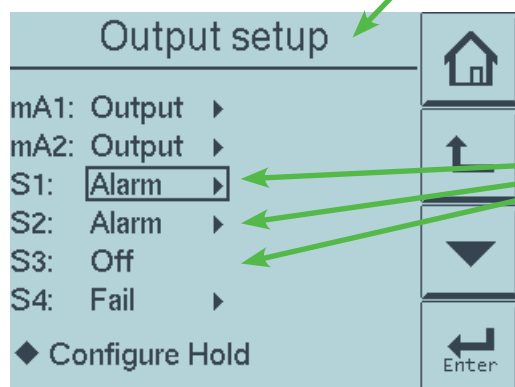 Output setup
mA1: Output
mA2: Output
S1: Alarm
S2: Alarm
S3: Off
S4: Fail
Configure Hold
Enter